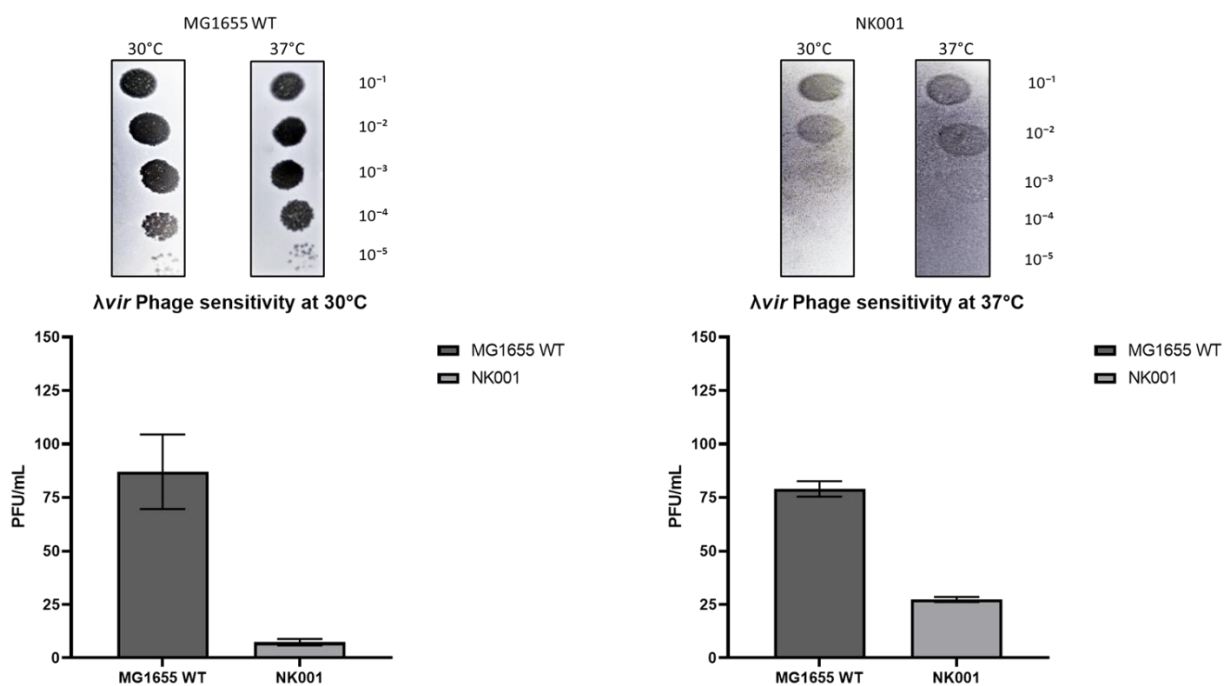 MG1655 WT
30°C 37°C
10⁻¹
10⁻²
10⁻³
10⁻⁴
10⁻⁵
NK001
30°C 37°C
10⁻¹
10⁻²
10⁻³
10⁻⁴
10⁻⁵
λvir Phage sensitivity at 30°C
150
125
100
75
50
25
0
PFU/mL
MG1655 WT
NK001
MG1655 WT NK001
λvir Phage sensitivity at 37°C
150
125
100
75
50
25
0
PFU/mL
MG1655 WT
NK001
MG1655 WT NK001